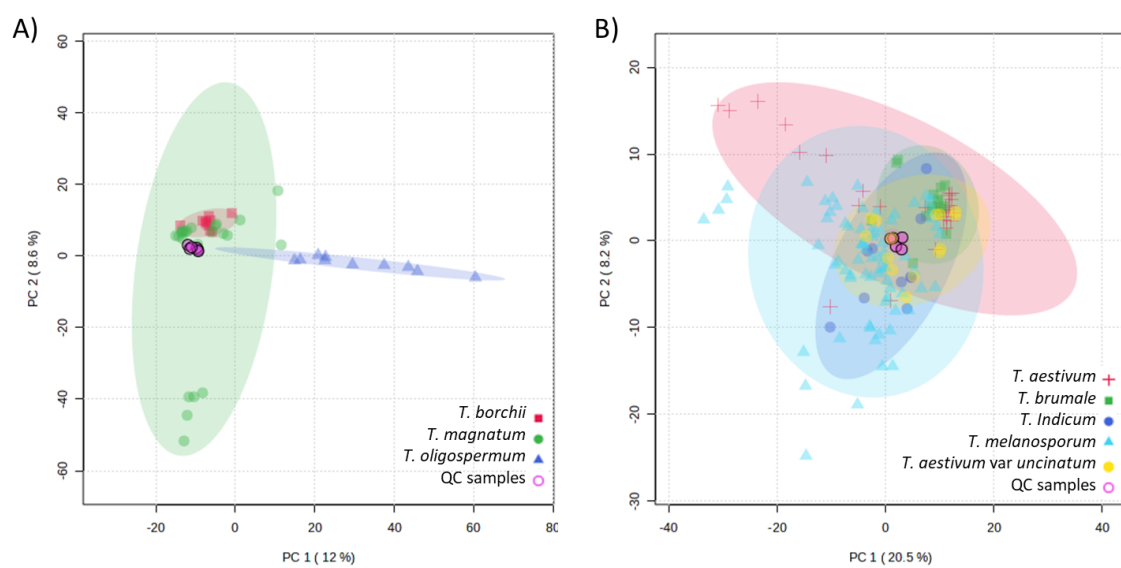 A)
60
40
20
0
-20
-40
-60
PC 2 ( 8.6 %)
-20
0
20
40
60
80
PC 1 ( 12 %)
T. borchii
T. magnatum
T. oligospermum
QC samples
B)
20
10
0
-10
-20
-30
PC 2 ( 8.2 %)
-40
-20
0
20
40
PC 1 ( 20.5 %)
T. aestivum
T. brumale
T. Indicum
T. melanosporum
T. aestivum var uncinatum
QC samples